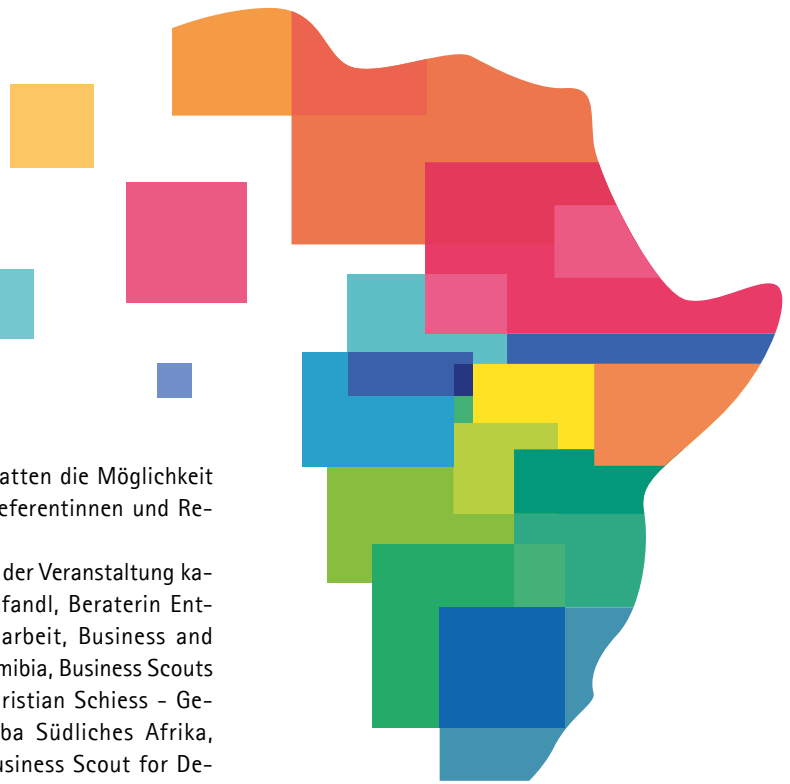 atten die Möglichkeit
eferentinnen und Re-
der Veranstaltung ka-
fandl, Beraterin Ent-
arbeit, Business and
mibia, Business Scouts
ristian Schiess - Ge-
ba Südliches Afrika,
usiness Scout for De-